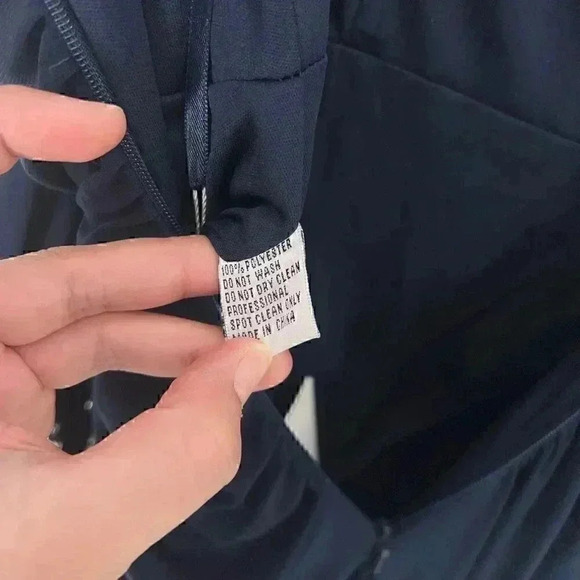 100% POLYESTER
DO NOT WASH
DO NOT DRY CLEAN
PROFESSIONAL
SPOT CLEAN ONLY
MADE IN CHINA